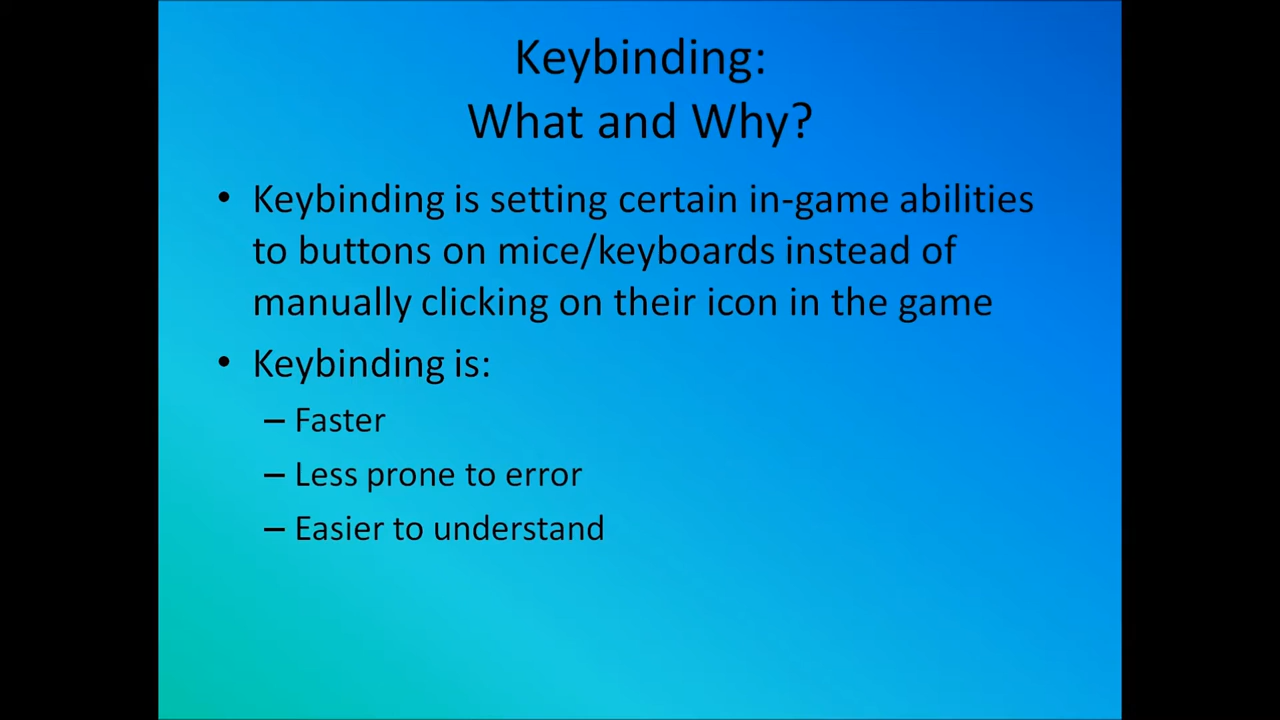 Keybinding:
What and Why?
• Keybinding is setting certain in-game abilities
to buttons on mice/keyboards instead of
manually clicking on their icon in the game
• Keybinding is:
– Faster
– Less prone to error
– Easier to understand